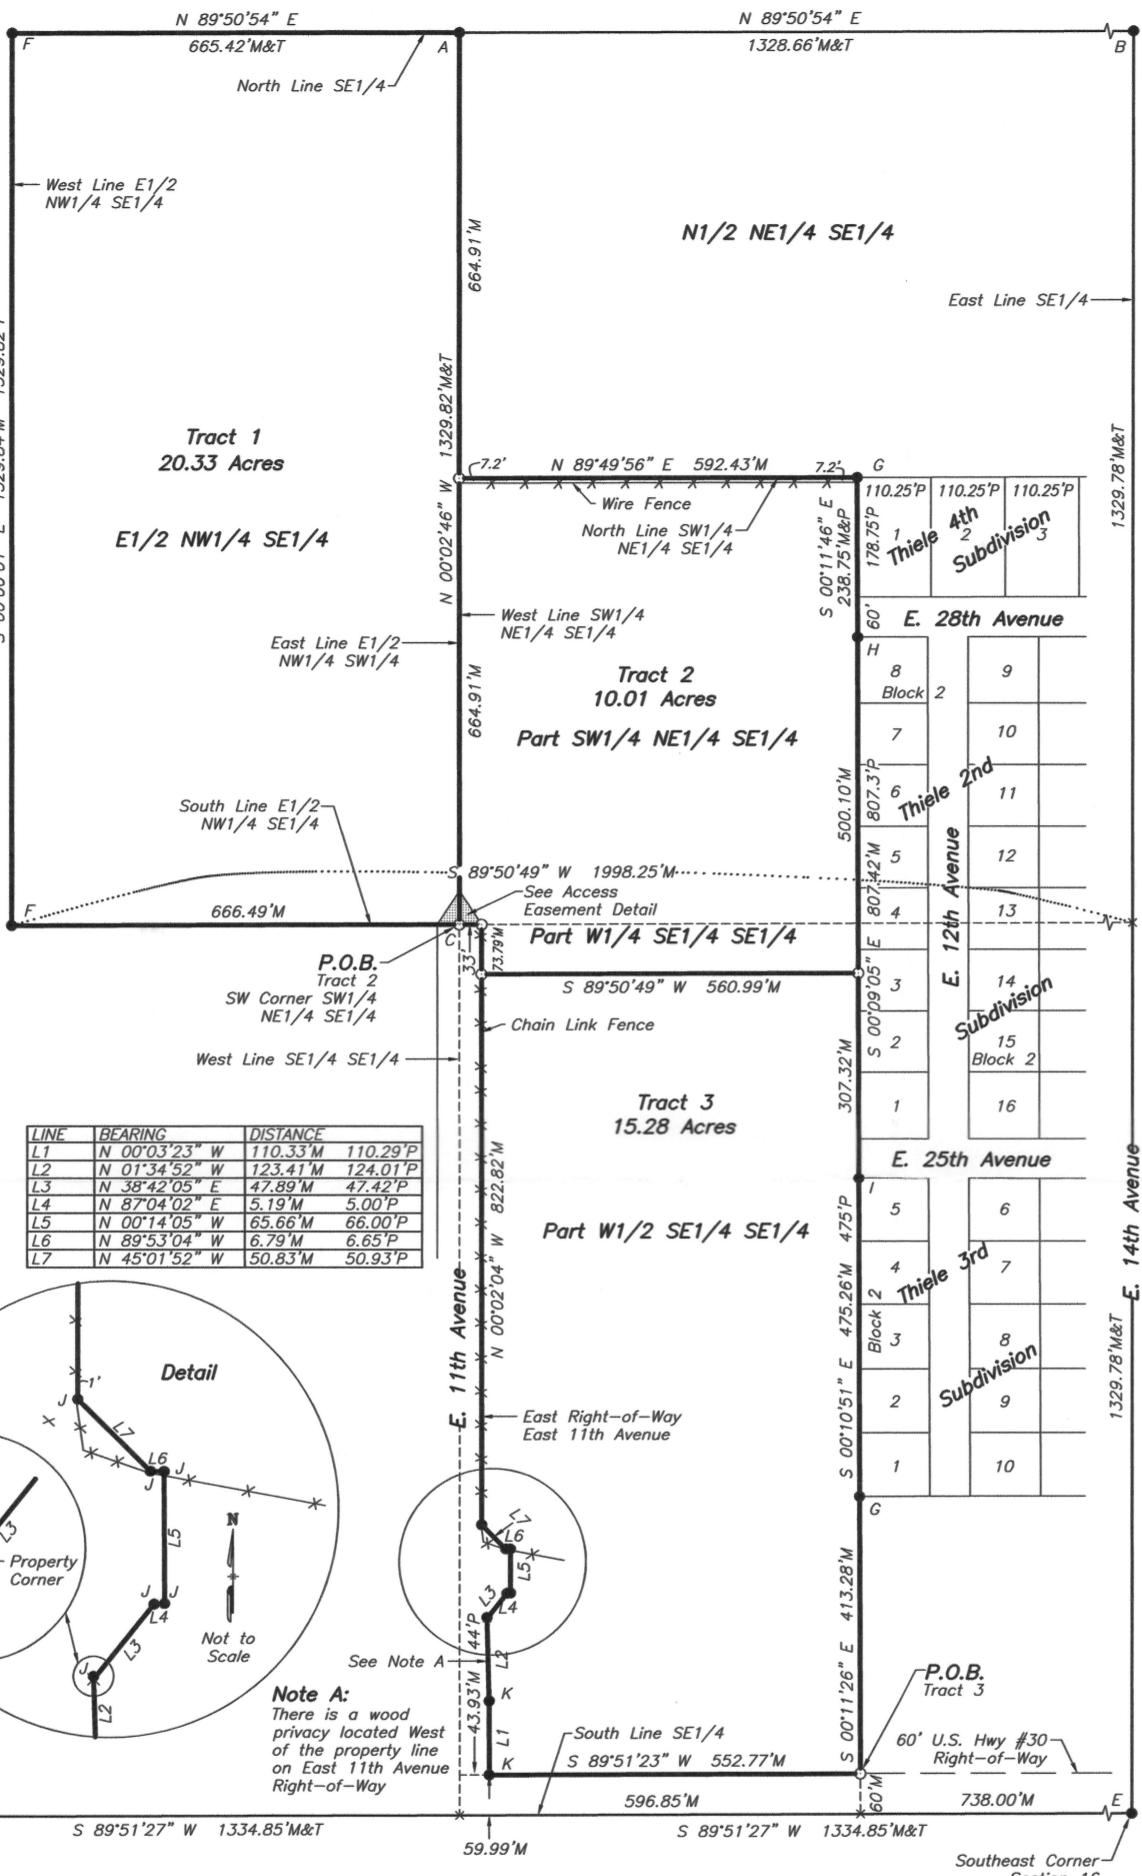 N 89°50'54" E
665.42'M&T
N 89°50'54" E
1328.66'M&T
F
A
B
North Line SE1/4
West Line E1/2
NW1/4 SE1/4
664.91'M
N1/2 NE1/4 SE1/4
East Line SE1/4
1329.82'M&T
N 00°02'46" W
Tract 1
20.33 Acres
E1/2 NW1/4 SE1/4
7.2'
N 89°49'56" E 592.43'M
7.2'
G
Wire Fence
North Line SW1/4
NE1/4 SE1/4
S 00°11'46" E
238.75'M&P
178.75'P
60'
110.25'P
110.25'P
110.25'P
1
2
3
Thiele 4th
Subdivision
1329.78'M&T
E. 28th Avenue
H
West Line SW1/4
NE1/4 SE1/4
East Line E1/2
NW1/4 SW1/4
664.91'M
Tract 2
10.01 Acres
Part SW1/4 NE1/4 SE1/4
8
Block 2
9
7
10
6
11
5
12
4
13
3
14
2
15
Block 2
1
16
Thiele 2nd
Subdivision
E. 12th Avenue
500.10'M
807.3'P
807.42'M
S 00°09'05" E
307.32'M
South Line E1/2
NW1/4 SE1/4
S 89°50'49" W 1998.25'M
See Access
Easement Detail
F
666.49'M
C
33'
73.79'M
Part W1/4 SE1/4 SE1/4
P.O.B.
Tract 2
SW Corner SW1/4
NE1/4 SE1/4
S 89°50'49" W 560.99'M
Chain Link Fence
West Line SE1/4 SE1/4
Tract 3
15.28 Acres
Part W1/2 SE1/4 SE1/4
LINE BEARING DISTANCE
L1 N 00°03'23" W 110.33'M 110.29'P
L2 N 01°34'52" W 123.41'M 124.01'P
L3 N 38°42'05" E 47.89'M 47.42'P
L4 N 87°04'02" E 5.19'M 5.00'P
L5 N 00°14'05" W 65.66'M 66.00'P
L6 N 89°53'04" W 6.79'M 6.65'P
L7 N 45°01'52" W 50.83'M 50.93'P
E. 11th Avenue
N 00°02'04" W 822.82'M
E. 25th Avenue
I
5
6
4
7
3
8
2
9
1
10
Block 2
Thiele 3rd
Subdivision
S 00°10'51" E 475.26'M 475'P
E. 14th Avenue
1329.78'M&T
Detail
1'
J
L7
L6
J
J
L5
J
J
L4
L3
J
L2
L3
Property
Corner
N
Not to
Scale
East Right-of-Way
East 11th Avenue
G
L7
L6
L5
L4
L3
44'P
L2
See Note A
K
43.93'M
L1
K
Note A:
There is a wood
privacy located West
of the property line
on East 11th Avenue
Right-of-Way
S 00°11'26" E 413.28'M
P.O.B.
Tract 3
South Line SE1/4
S 89°51'23" W 552.77'M
60' U.S. Hwy #30
Right-of-Way
60'M
596.85'M
738.00'M
E
S 89°51'27" W 1334.85'M&T
59.99'M
S 89°51'27" W 1334.85'M&T
Southeast Corner